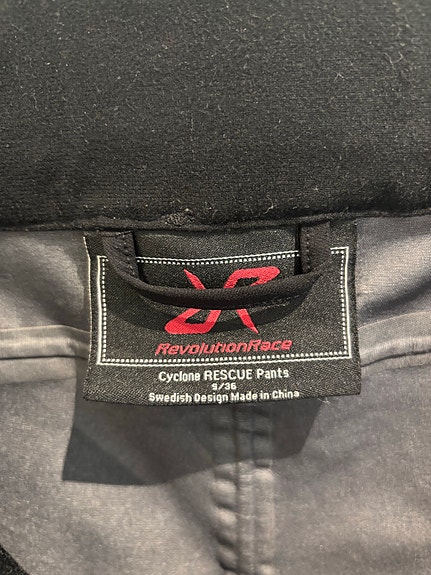 RevolutionRace
Cyclone RESCUE Pants
S/36
Swedish Design Made in China